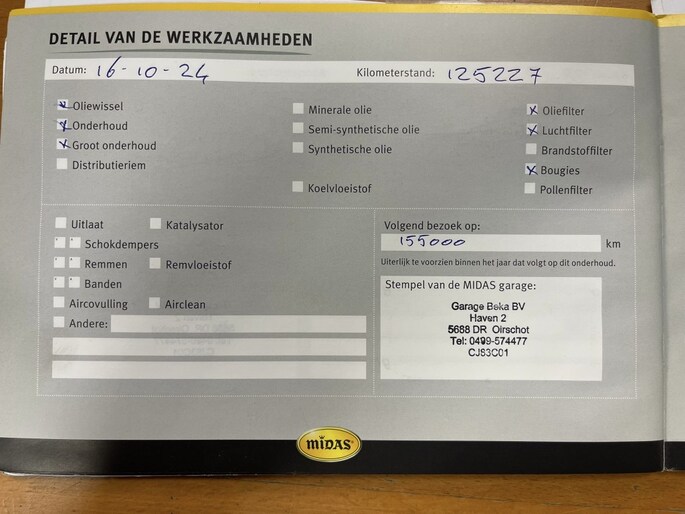 DETAIL VAN DE WERKZAAMHEDEN
Datum: 16-10-24 Kilometerstand: 125227
Oliewissel Minerale olie Oliefilter
Onderhoud Semi-synthetische olie Luchtfilter
Groot onderhoud Synthetische olie Brandstoffilter
Distributieriem Bougies
Koelvloeistof Pollenfilter
Uitlaat Katalysator
Schokdempers
Remmen Remvloeistof
Banden
Aircovulling Airclean
Andere:
Volgend bezoek op:
155000 km
Uiterlijk te voorzien binnen het jaar dat volgt op dit onderhoud.
Stempel van de MIDAS garage:
Garage Beka BV
Haven 2
5688 DR Oirschot
Tel: 0499-574477
CJS3C01
MIDAS